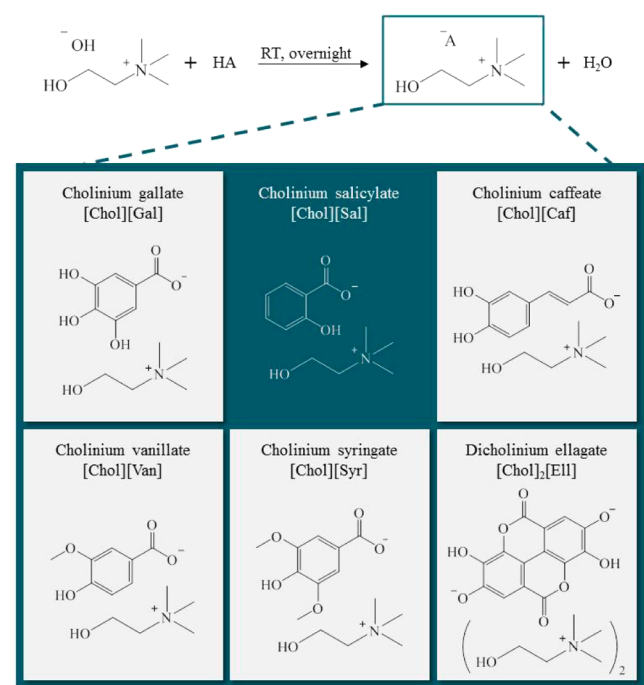 ⁻OH
HO
N⁺
+ HA
RT, overnight
⁻A
HO
N⁺
+ H₂O
Cholinium gallate
[Chol][Gal]
O
O⁻
HO
HO
OH
HO
N⁺
Cholinium salicylate
[Chol][Sal]
O
O⁻
OH
HO
N⁺
Cholinium caffeate
[Chol][Caf]
O
O⁻
HO
HO
HO
N⁺
Cholinium vanillate
[Chol][Van]
O
O
O⁻
HO
HO
N⁺
Cholinium syringate
[Chol][Syr]
O
O
O⁻
HO
O
HO
N⁺
Dicholinium ellagate
[Chol]₂[Ell]
O
O
O⁻
HO
OH
⁻O
O
O
( HO
N⁺ )₂